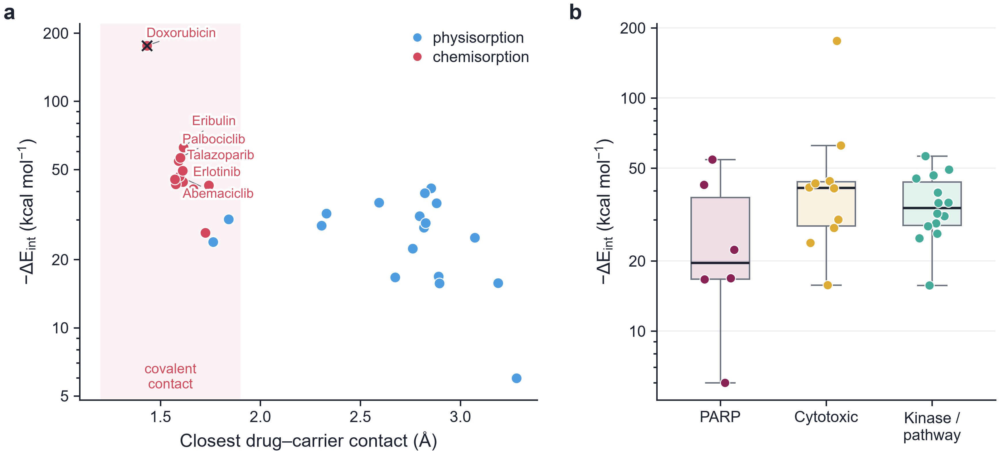 a
200
100
50
20
10
5
−ΔE_int (kcal mol⁻¹)
Doxorubicin
Eribulin
Palbociclib
Talazoparib
Erlotinib
Abemaciclib
covalent
contact
physisorption
chemisorption
1.5 2.0 2.5 3.0
Closest drug–carrier contact (Å)
b
200
100
50
20
10
−ΔE_int (kcal mol⁻¹)
PARP Cytotoxic Kinase /
pathway